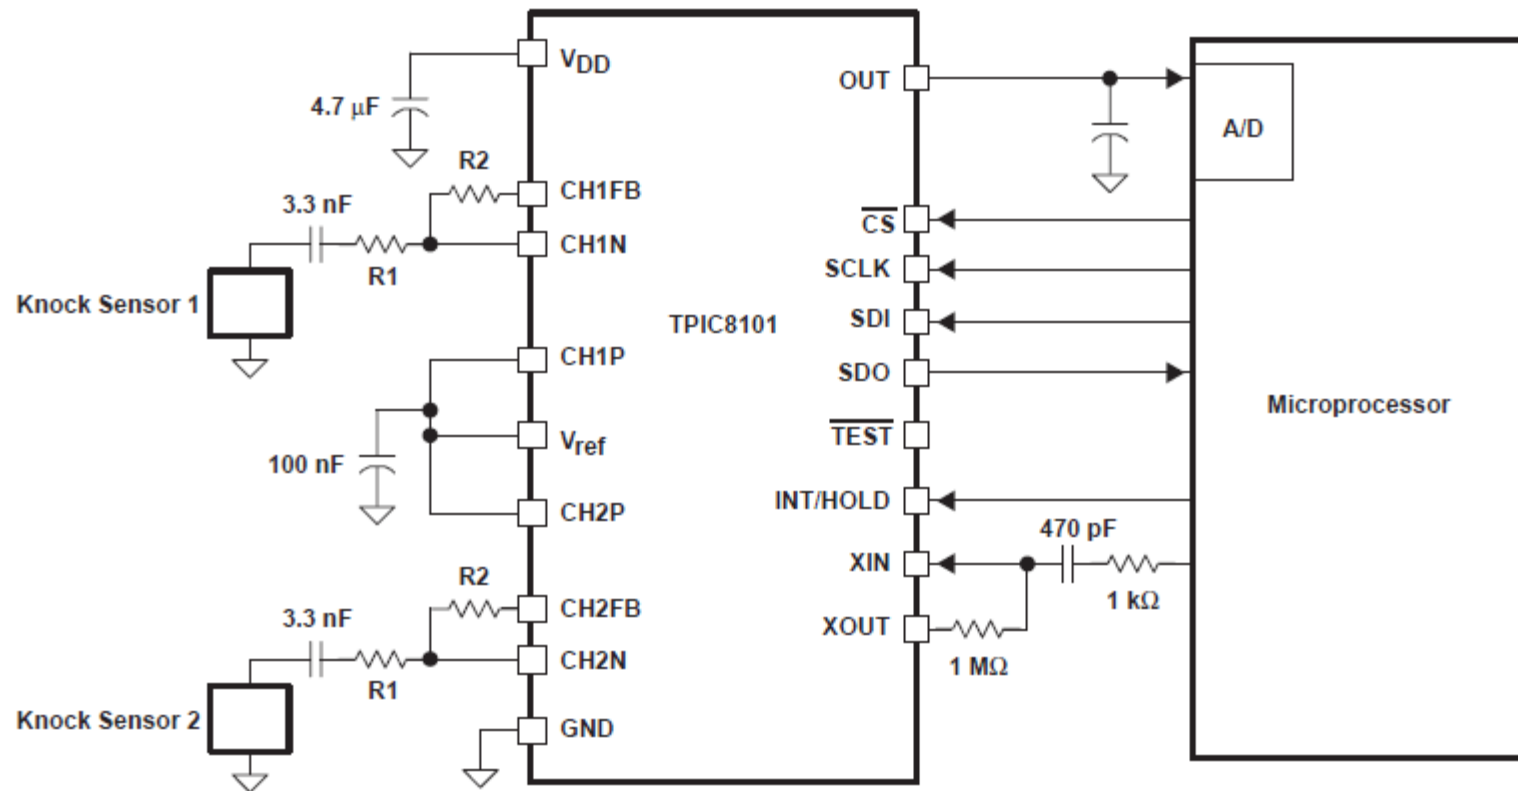 VDD
4.7 µF
R2
CH1FB
3.3 nF
CH1N
R1
Knock Sensor 1
CH1P
Vref
100 nF
CH2P
R2
CH2FB
3.3 nF
CH2N
R1
Knock Sensor 2
GND
TPIC8101
OUT
CS
SCLK
SDI
SDO
TEST
INT/HOLD
470 pF
XIN
1 kΩ
XOUT
1 MΩ
A/D
Microprocessor